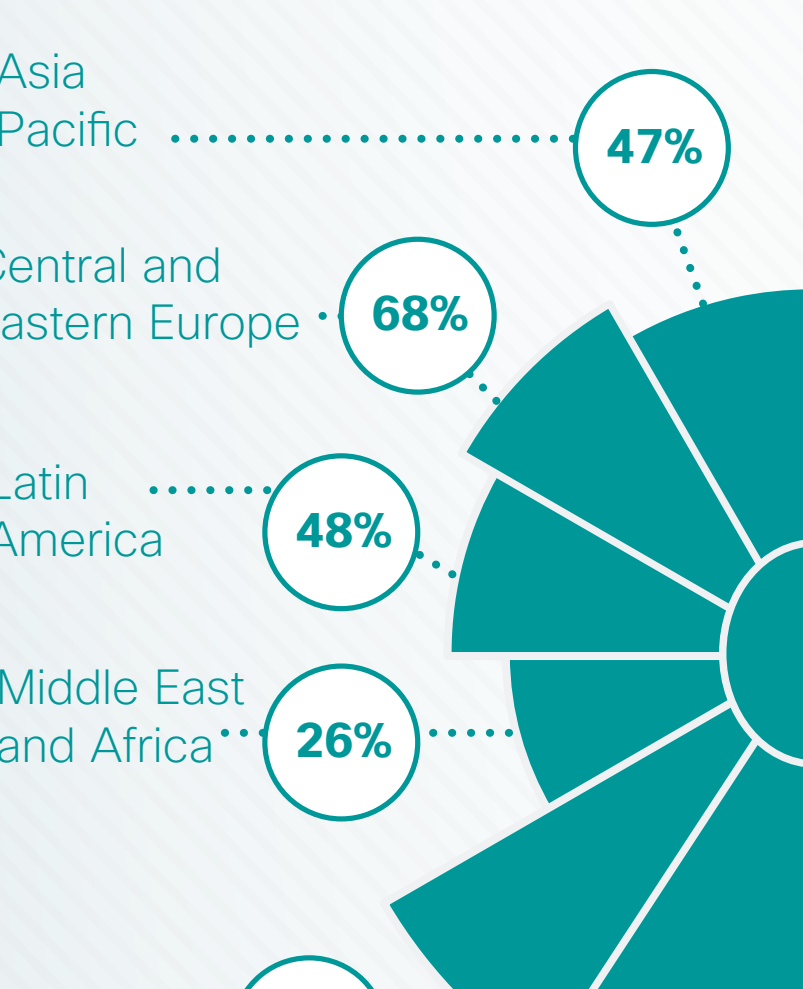 Asia
Pacific
47%
Central and
astern Europe
68%
Latin
America
48%
Middle East
and Africa
26%